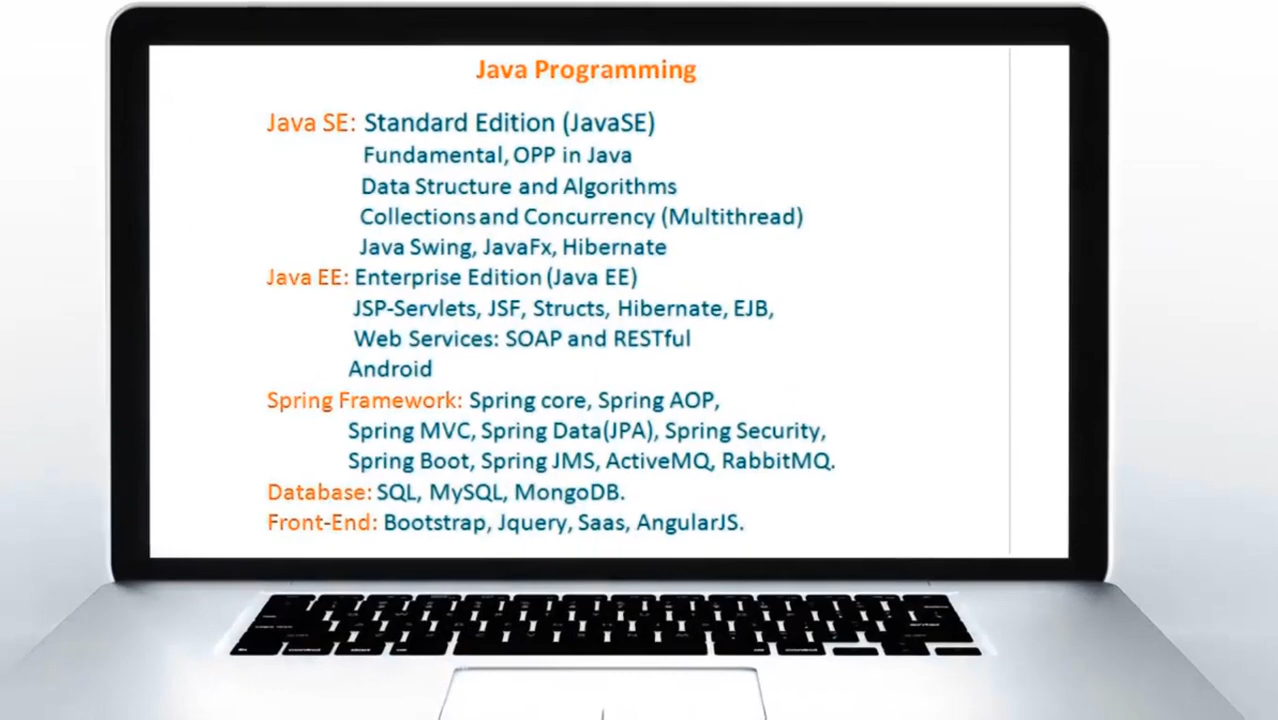 Java Programming
Java SE: Standard Edition (JavaSE)
Fundamental, OPP in Java
Data Structure and Algorithms
Collections and Concurrency (Multithread)
Java Swing, JavaFx, Hibernate
Java EE: Enterprise Edition (Java EE)
JSP-Servlets, JSF, Structs, Hibernate, EJB,
Web Services: SOAP and RESTful
Android
Spring Framework: Spring core, Spring AOP,
Spring MVC, Spring Data(JPA), Spring Security,
Spring Boot, Spring JMS, ActiveMQ, RabbitMQ.
Database: SQL, MySQL, MongoDB.
Front-End: Bootstrap, Jquery, Saas, AngularJS.